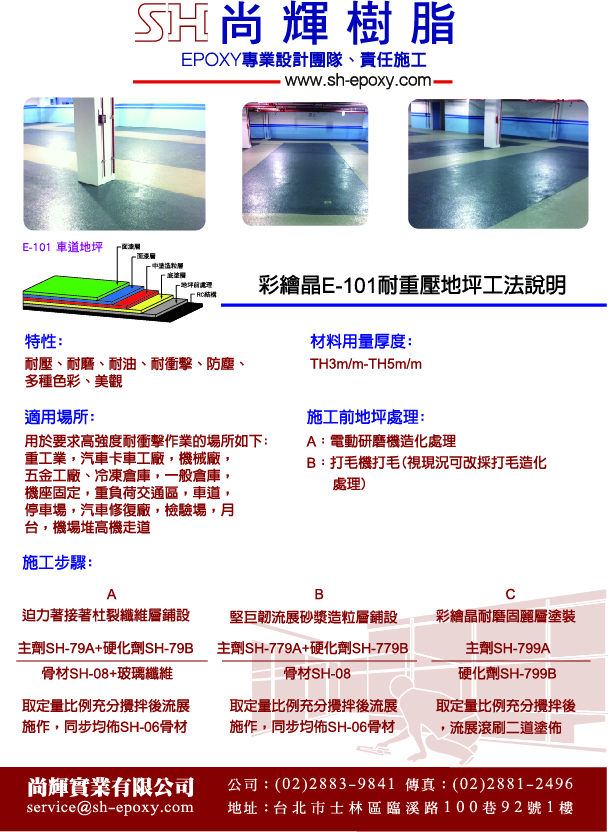 SH 尚輝樹脂
EPOXY專業設計團隊、責任施工
www.sh-epoxy.com
E-101 車道地坪
面漆層
面漆層
中塗造粒層
底塗層
地坪前處理
RC結構
彩繪晶E-101耐重壓地坪工法說明
特性:
耐壓、耐磨、耐油、耐衝擊、防塵、
多種色彩、美觀
材料用量厚度:
TH3m/m-TH5m/m
適用場所:
用於要求高強度耐衝擊作業的場所如下:
重工業，汽車卡車工廠，機械廠，
五金工廠、冷凍倉庫，一般倉庫，
機座固定，重負荷交通區，車道，
停車場，汽車修復廠，檢驗場，月
台，機場堆高機走道
施工前地坪處理:
A：電動研磨機造化處理
B：打毛機打毛(視現況可改採打毛造化
處理)
施工步驟:
A
迫力著接著杜裂纖維層鋪設
主劑SH-79A+硬化劑SH-79B
骨材SH-08+玻璃纖維
取定量比例充分攪拌後流展
施作，同步均佈SH-06骨材
B
堅巨韌流展砂漿造粒層鋪設
主劑SH-779A+硬化劑SH-779B
骨材SH-08
取定量比例充分攪拌後流展
施作，同步均佈SH-06骨材
C
彩繪晶耐磨固麗層塗裝
主劑SH-799A
硬化劑SH-799B
取定量比例充分攪拌後
，流展滾刷二道塗佈
尚輝實業有限公司
service@sh-epoxy.com
公司：(02)2883-9841 傳真：(02)2881-2496
地址：台北市士林區臨溪路100巷92號1樓